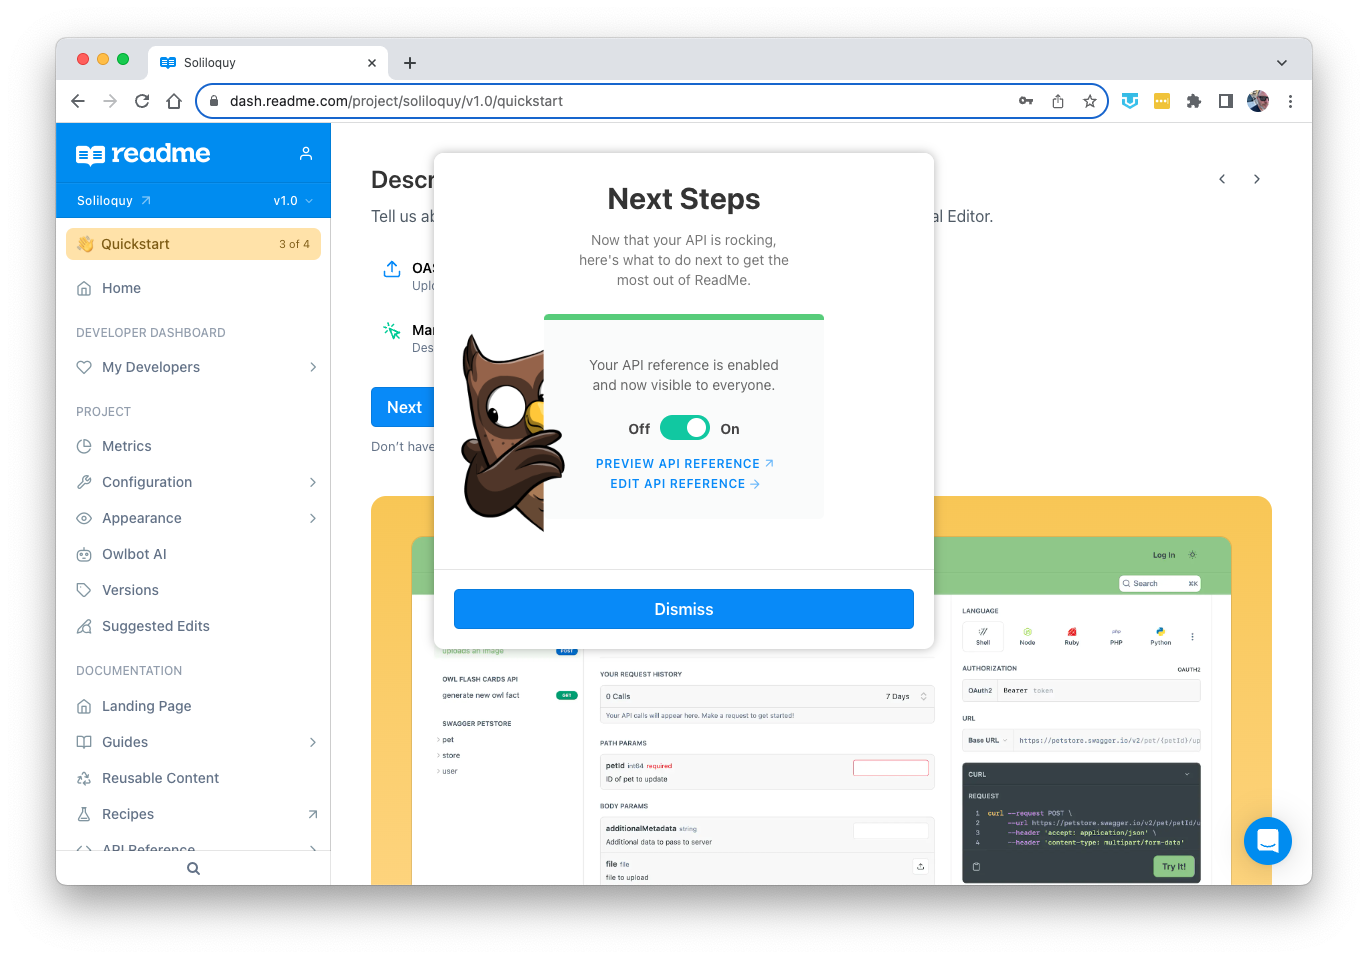 Soliloquy
dash.readme.com/project/soliloquy/v1.0/quickstart
readme
Soliloquy
v1.0
Quickstart
3 of 4
Home
DEVELOPER DASHBOARD
My Developers
PROJECT
Metrics
Configuration
Appearance
Owlbot AI
Versions
Suggested Edits
DOCUMENTATION
Landing Page
Guides
Reusable Content
Recipes
API Reference
Tell us
al Editor.
Next
Don't have
Next Steps
Now that your API is rocking,
here's what to do next to get the
most out of ReadMe.
Your API reference is enabled
and now visible to everyone.
Off
On
PREVIEW API REFERENCE
EDIT API REFERENCE
Dismiss
uploads an image
POST
OWL FLASH CARDS API
generate new owl fact
GET
SWAGGER PETSTORE
pet
store
user
YOUR REQUEST HISTORY
0 Calls
7 Days
Your API calls will appear here. Make a request to get started!
PATH PARAMS
petId int64 required
ID of pet to update
BODY PARAMS
additionalMetadata string
Additional data to pass to server
file file
file to upload
Log In
Search
⌘K
LANGUAGE
Shell
Node
Ruby
php
PHP
Python
AUTHORIZATION
OAUTH2
OAuth2
Bearer token
URL
Base URL
https://petstore.swagger.io/v2/pet/{petId}/up
CURL
REQUEST
1 curl --request POST \
2 --url https://petstore.swagger.io/v2/pet/petId/u
3 --header 'accept: application/json' \
4 --header 'content-type: multipart/form-data'
Try It!